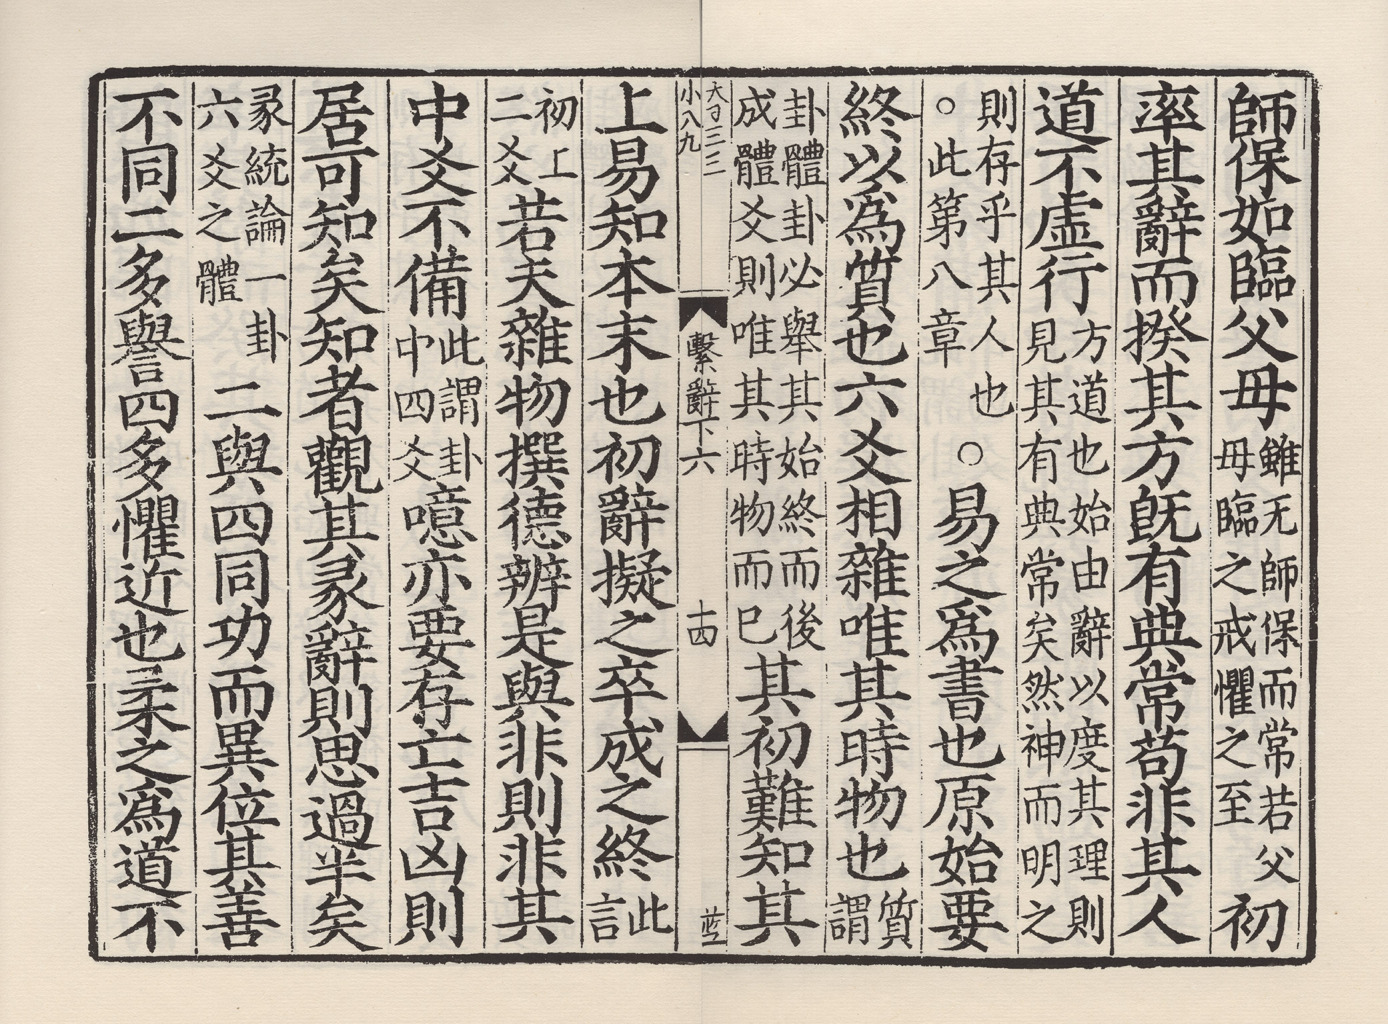 師保如臨父母雖无師保而常若父母臨之戒懼之至初
率其辭而揆其方旣有典常苟非其人
道不虚行方道也始由辭以度其理則見其有典常矣然神而明之
則存乎其人也○此第八章○易之爲書也原始要
終以爲質也六爻相雜唯其時物也質謂
卦體卦必舉其始終而後成體爻則唯其時物而已其初難知其
大三三
小八九
繫辭下六
十四
上易知本末也初辭擬之卒成之終此言
初上二爻若夫雜物撰德辨是與非則非其
中爻不備此謂卦中四爻噫亦要存亡吉凶則
居可知矣知者觀其彖辭則思過半矣
彖統論一卦六爻之體二與四同功而異位其善
不同二多譽四多懼近也柔之爲道不